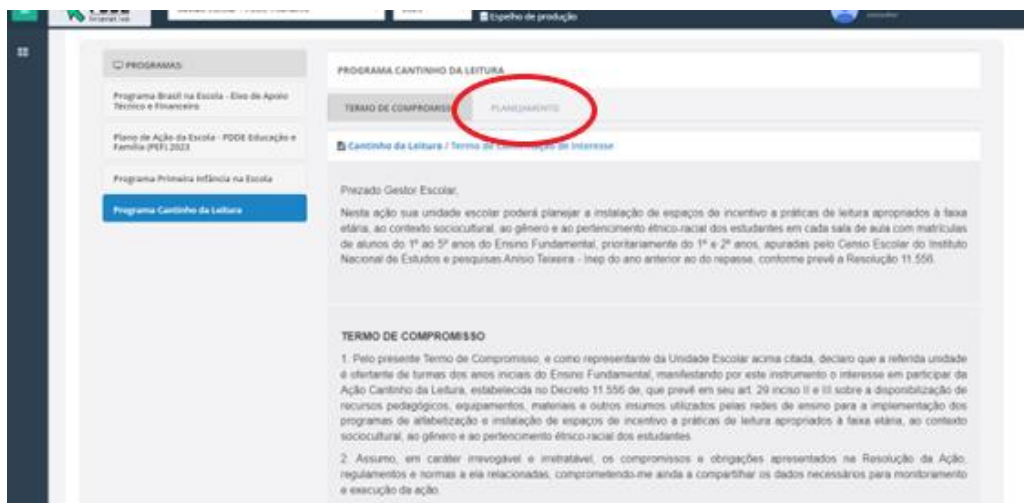 Interativo
Espelho de produção
PROGRAMAS:
Programa Brasil na Escola - Eixo de Apoio
Técnico e Financeiro
Plano de Ação da Escola - PDDE Educação e
Família (PEF) 2023
Programa Primeira Infância na Escola
Programa Cantinho da Leitura
PROGRAMA CANTINHO DA LEITURA
TERMO DE COMPROMISSO PLANEJAMENTO
Cantinho da Leitura / Termo de de Interesse
Prezado Gestor Escolar,
Nesta ação sua unidade escolar poderá planejar a instalação de espaços de incentivo a práticas de leitura apropriados à faixa
etária, ao contexto sociocultural, ao gênero e ao pertencimento étnico-racial dos estudantes em cada sala de aula com matrículas
de alunos do 1º ao 5º anos do Ensino Fundamental, prioritariamente do 1º e 2º anos, apuradas pelo Censo Escolar do Instituto
Nacional de Estudos e pesquisas Anísio Teixeira - Inep do ano anterior ao do repasse, conforme prevê a Resolução 11.556.
TERMO DE COMPROMISSO
1. Pelo presente Termo de Compromisso, e como representante da Unidade Escolar acima citada, declaro que a referida unidade
é ofertante de turmas dos anos iniciais do Ensino Fundamental, manifestando por este instrumento o interesse em participar da
Ação Cantinho da Leitura, estabelecida no Decreto 11.556 de, que prevê em seu art. 29 inciso II e III sobre a disponibilização de
recursos pedagógicos, equipamentos, materiais e outros insumos utilizados pelas redes de ensino para a implementação dos
programas de alfabetização e instalação de espaços de incentivo a práticas de leitura apropriados à faixa etária, ao contexto
sociocultural, ao gênero e ao pertencimento étnico-racial dos estudantes.
2. Assumo, em caráter irrevogável e irretratável, os compromissos e obrigações apresentados na Resolução da Ação,
regulamentos e normas a ela relacionadas, comprometendo-me ainda a compartilhar os dados necessários para monitoramento
e execução da ação.